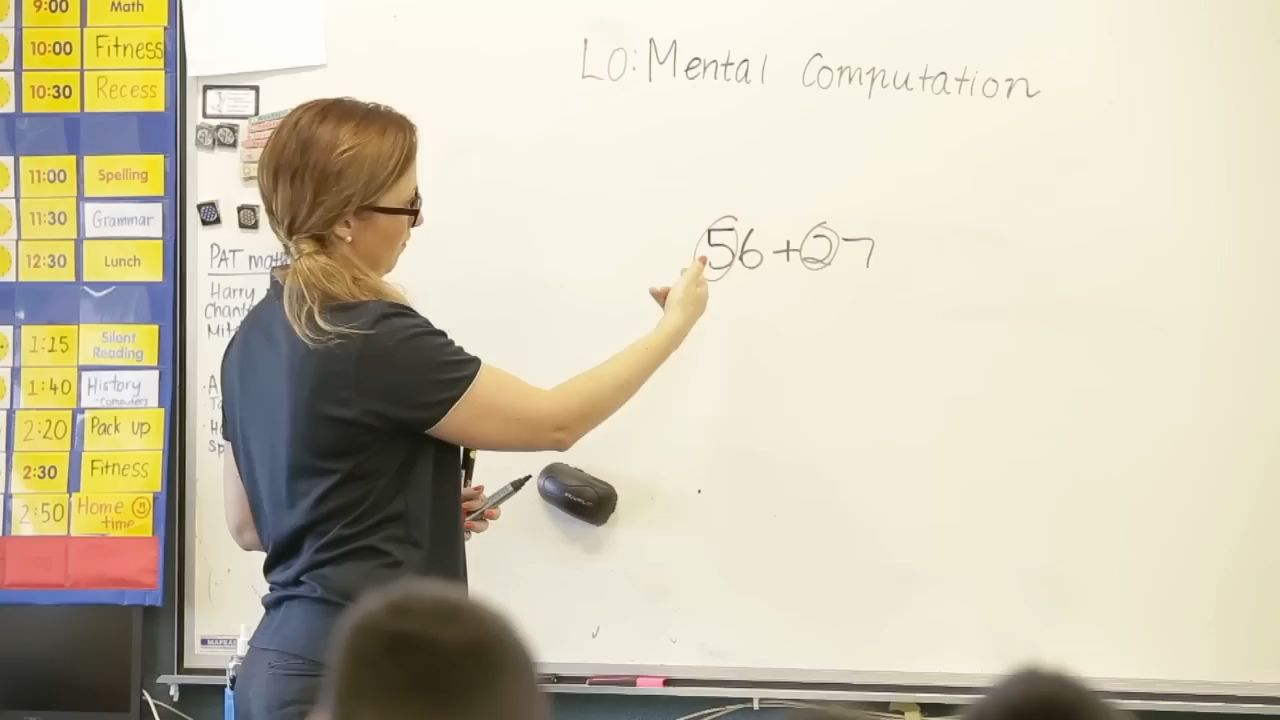 9:00 Math
10:00 Fitness
10:30 Recess
11:00 Spelling
11:30 Grammar
12:30 Lunch
1:15 Silent Reading
1:40 History Computers
2:20 Pack up
2:30 Fitness
2:50 Home time
PAT math
Harry
LO: Mental Computation
56+27